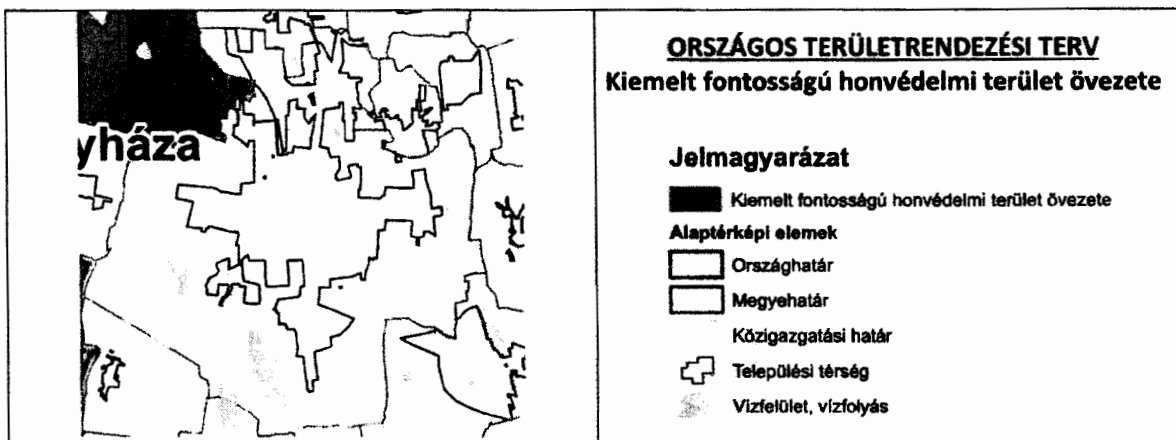 yháza
ORSZÁGOS TERÜLETRENDEZÉSI TERV
Kiemelt fontosságú honvédelmi terület övezete
Jelmagyarázat
Kiemelt fontosságú honvédelmi terület övezete
Alaptérképi elemek
Országhatár
Megyehatár
Közigazgatási határ
Települési térség
Vízfelület, vízfolyás